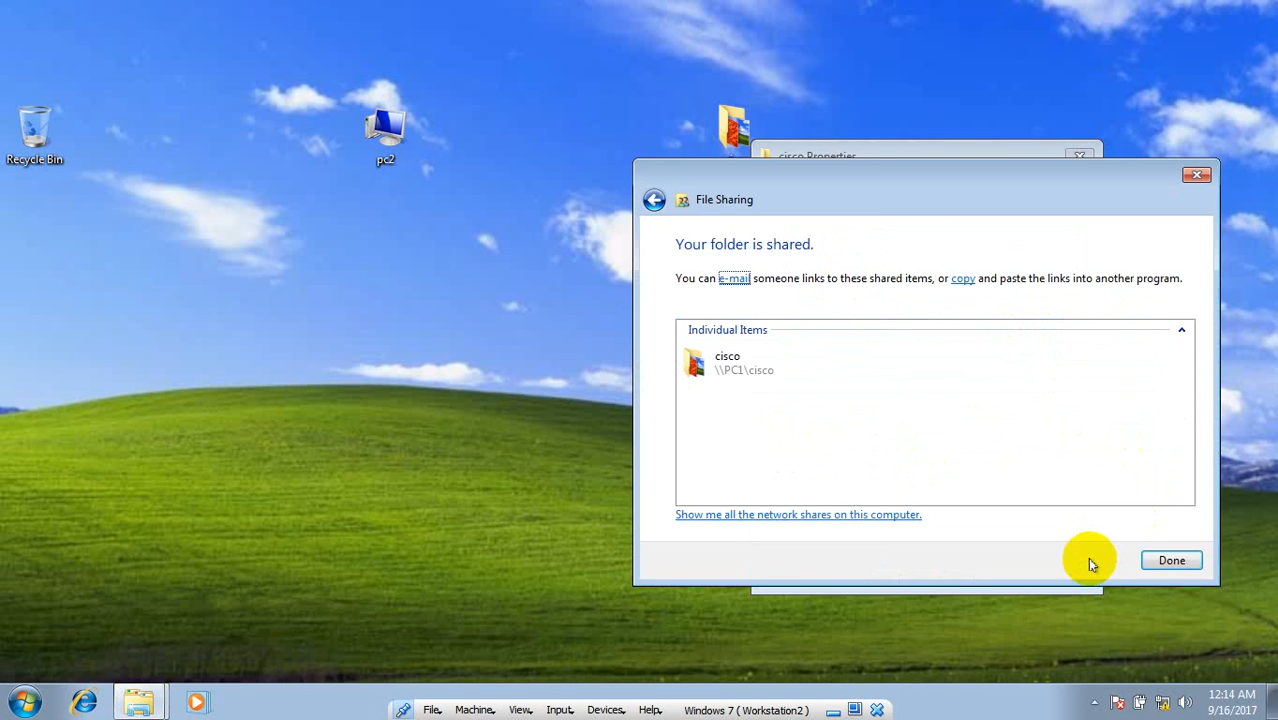 Recycle Bin
pc2
cisco Properties
File Sharing
Your folder is shared.
You can e-mail someone links to these shared items, or copy and paste the links into another program.
Individual Items
cisco
\\PC1\cisco
Show me all the network shares on this computer.
Done
File
Machine
View
Input
Devices
Help
Windows 7 ( Workstation2 )
12:14 AM
9/16/2017